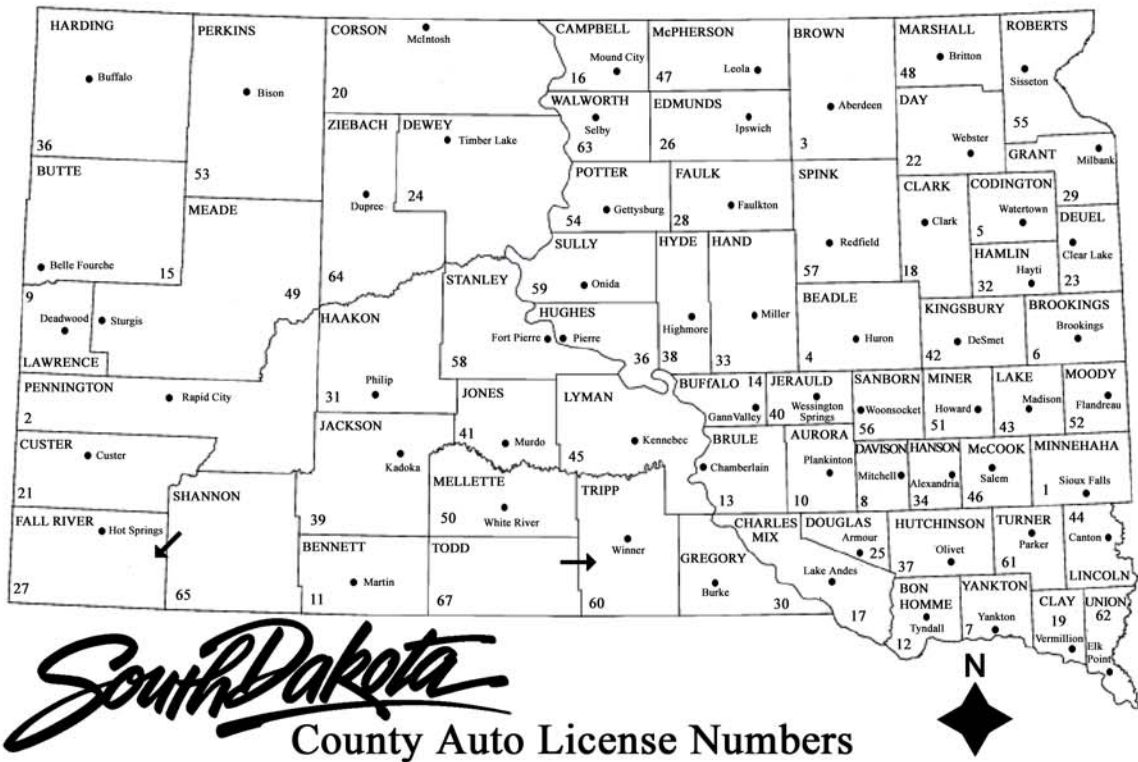 HARDING
Buffalo
36
PERKINS
Bison
53
CORSON
McIntosh
20
CAMPBELL
Mound City
16
McPHERSON
Leola
47
BROWN
Aberdeen
3
MARSHALL
Britton
48
ROBERTS
Sisseton
55
WALWORTH
Selby
63
EDMUNDS
Ipswich
26
DAY
Webster
22
GRANT
Milbank
29
ZIEBACH
Dupree
64
DEWEY
Timber Lake
24
BUTTE
Belle Fourche
15
MEADE
Sturgis
49
POTTER
Gettysburg
54
FAULK
Faulkton
28
SPINK
Redfield
57
CLARK
Clark
18
CODINGTON
Watertown
5
DEUEL
Clear Lake
23
HAMLIN
Hayti
32
SULLY
Onida
59
HYDE
Highmore
38
HAND
Miller
33
STANLEY
Fort Pierre
58
HUGHES
Pierre
36
9
Deadwood
LAWRENCE
HAAKON
Philip
31
BEADLE
Huron
4
KINGSBURY
DeSmet
42
BROOKINGS
Brookings
6
PENNINGTON
Rapid City
2
JONES
Murdo
41
LYMAN
Kennebec
45
BUFfALO
14
GannValley
JERAULD
Wessington
Springs
40
SANBORN
Woonsocket
56
MINER
Howard
51
LAKE
Madison
43
MOODY
Flandreau
52
CUSTER
Custer
21
JACKSON
Kadoka
39
BRULE
Chamberlain
13
AURORA
Plankinton
10
DAVISON
Mitchell
8
HANSON
Alexandria
34
McCOOK
Salem
46
MINNEHAHA
Sioux Falls
1
SHANNON
65
MELLETTE
White River
50
TRIPP
Winner
60
FALL RIVER
Hot Springs
27
BENNETT
Martin
11
TODD
67
GREGORY
Burke
30
CHARLES
MIX
Lake Andes
17
DOUGLAS
Armour
25
HUTCHINSON
Olivet
37
TURNER
Parker
61
44
Canton
LINCOLN
BON
HOMME
Tyndall
12
YANKTON
Yankton
7
CLAY
19
Vermillion
UNION
62
Elk
Point
South Dakota
N
County Auto License Numbers